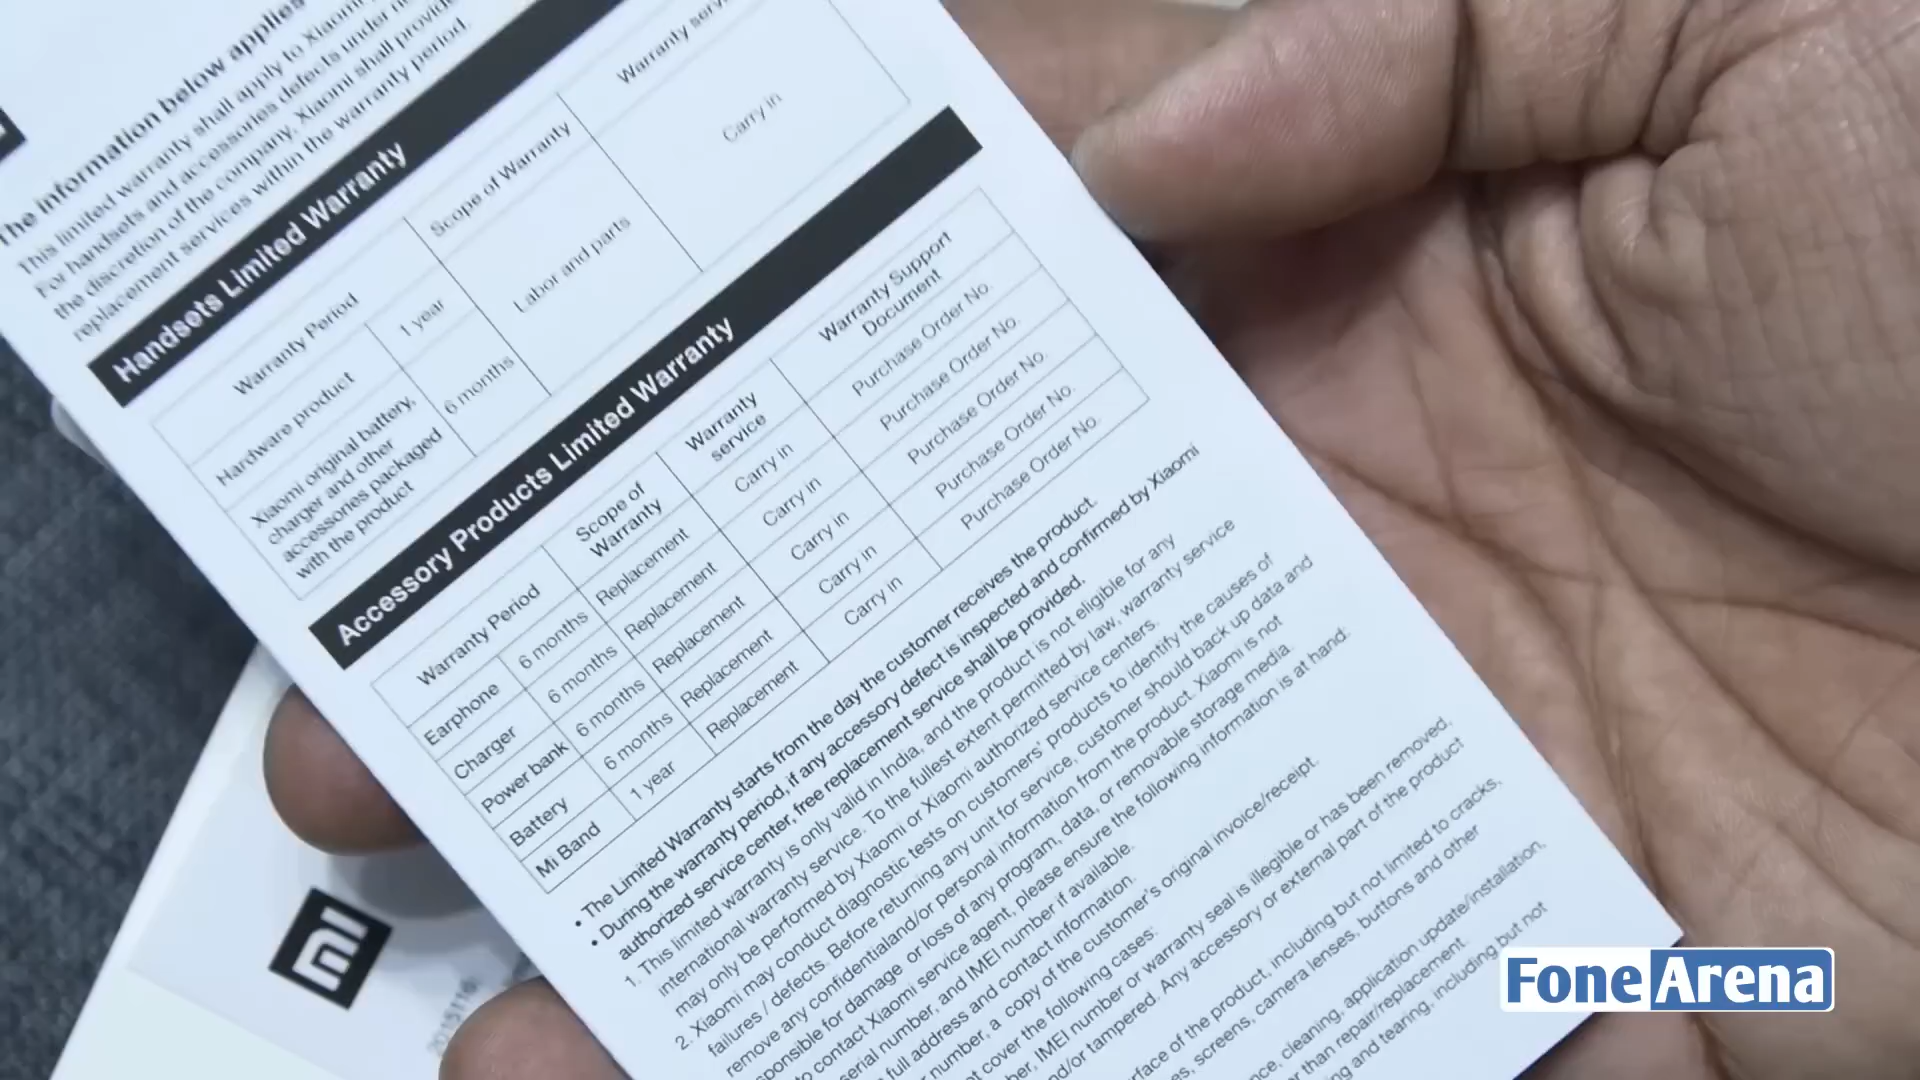 The information below applies
This limited warranty shall apply to Xiaomi
For handsets and accessories defects under
the discretion of the company, Xiaomi shall provide
replacement services within the warranty period.
Handsets Limited Warranty
Warranty Period
Scope of Warranty
Warranty
Hardware product
1 year
Labor and parts
Carry in
Xiaomi original battery,
charger and other
accessories packaged
with the product
6 months
Accessory Products Limited Warranty
Warranty Period
Scope of
Warranty
Warranty
service
Warranty Support
Document
Earphone 6 months Replacement Carry in Purchase Order No.
Charger 6 months Replacement Carry in Purchase Order No.
Power bank 6 months Replacement Carry in Purchase Order No.
Battery 6 months Replacement Carry in Purchase Order No.
Mi Band 1 year Replacement Carry in Purchase Order No.
• The Limited Warranty starts from the day the customer receives the product.
• During the warranty period, if any accessory defect is inspected and confirmed by Xiaomi
authorized service center, free replacement service shall be provided.
1. This limited warranty is only valid in India, and the product is not eligible for any
international warranty service. To the fullest extent permitted by law, warranty service
may only be performed by Xiaomi or Xiaomi authorized service centers.
2. Xiaomi may conduct diagnostic tests on customers' products to identify the causes of
failures / defects. Before returning any unit for service, customer should back up data and
remove any confidentialand/or personal information from the product. Xiaomi is not
sponsible for damage or loss of any program, data, or removable storage media.
to contact Xiaomi service agent, please ensure the following information is at hand:
serial number, and IMEI number if available.
full address and contact information.
number, a copy of the customer's original invoice/receipt.
cover the following cases:
IMEI number or warranty seal is illegible or has been removed,
and/or tampered. Any accessory or external part of the product
rface of the product, including but not limited to cracks,
screens, camera lenses, buttons and other
cleaning, application update/installation,
than repair/replacement.
and tearing, including but not
FoneArena